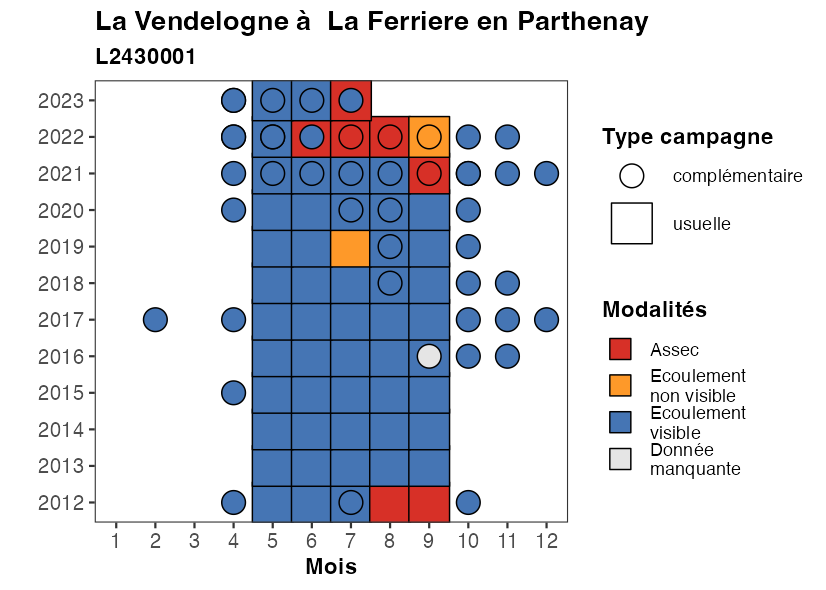 La Vendelogne à  La Ferriere en Parthenay
L2430001
2023
2022
2021
2020
2019
2018
2017
2016
2015
2014
2013
2012
1 2 3 4 5 6 7 8 9 10 11 12
Mois
Type campagne
complémentaire
usuelle
Modalités
Assec
Ecoulement
non visible
Ecoulement
visible
Donnée
manquante